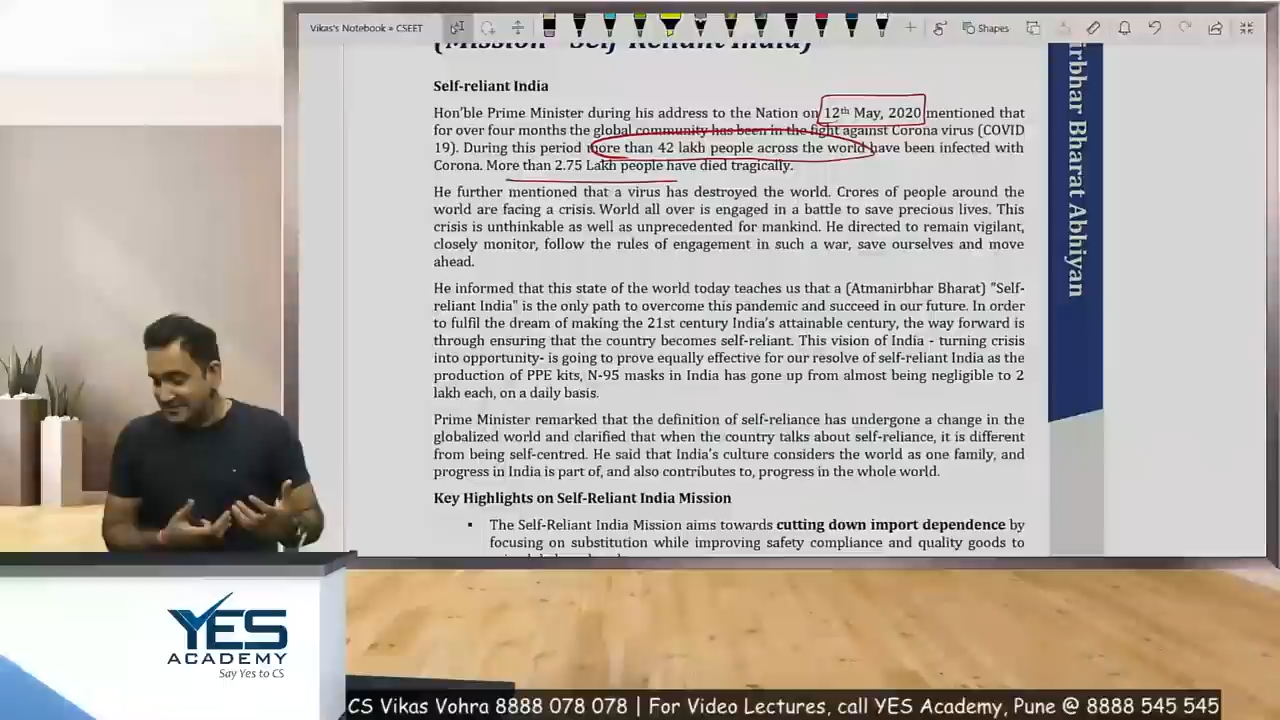 Vikas's Notebook » CSEET
Shapes
(Mission - Self Reliant India)
Self-reliant India
Hon'ble Prime Minister during his address to the Nation on 12th May, 2020 mentioned that
for over four months the global community has been in the fight against Corona virus (COVID
19). During this period more than 42 lakh people across the world have been infected with
Corona. More than 2.75 Lakh people have died tragically.
He further mentioned that a virus has destroyed the world. Crores of people around the
world are facing a crisis. World all over is engaged in a battle to save precious lives. This
crisis is unthinkable as well as unprecedented for mankind. He directed to remain vigilant,
closely monitor, follow the rules of engagement in such a war, save ourselves and move
ahead.
He informed that this state of the world today teaches us that a (Atmanirbhar Bharat) "Self-
reliant India" is the only path to overcome this pandemic and succeed in our future. In order
to fulfil the dream of making the 21st century India's attainable century, the way forward is
through ensuring that the country becomes self-reliant. This vision of India - turning crisis
into opportunity- is going to prove equally effective for our resolve of self-reliant India as the
production of PPE kits, N-95 masks in India has gone up from almost being negligible to 2
lakh each, on a daily basis.
Prime Minister remarked that the definition of self-reliance has undergone a change in the
globalized world and clarified that when the country talks about self-reliance, it is different
from being self-centred. He said that India's culture considers the world as one family, and
progress in India is part of, and also contributes to, progress in the whole world.
Key Highlights on Self-Reliant India Mission
▪ The Self-Reliant India Mission aims towards cutting down import dependence by
focusing on substitution while improving safety compliance and quality goods to
irbhar Bharat Abhiyan
YES
ACADEMY
Say Yes to CS
CS Vikas Vohra 8888 078 078 | For Video Lectures, call YES Academy, Pune @ 8888 545 545